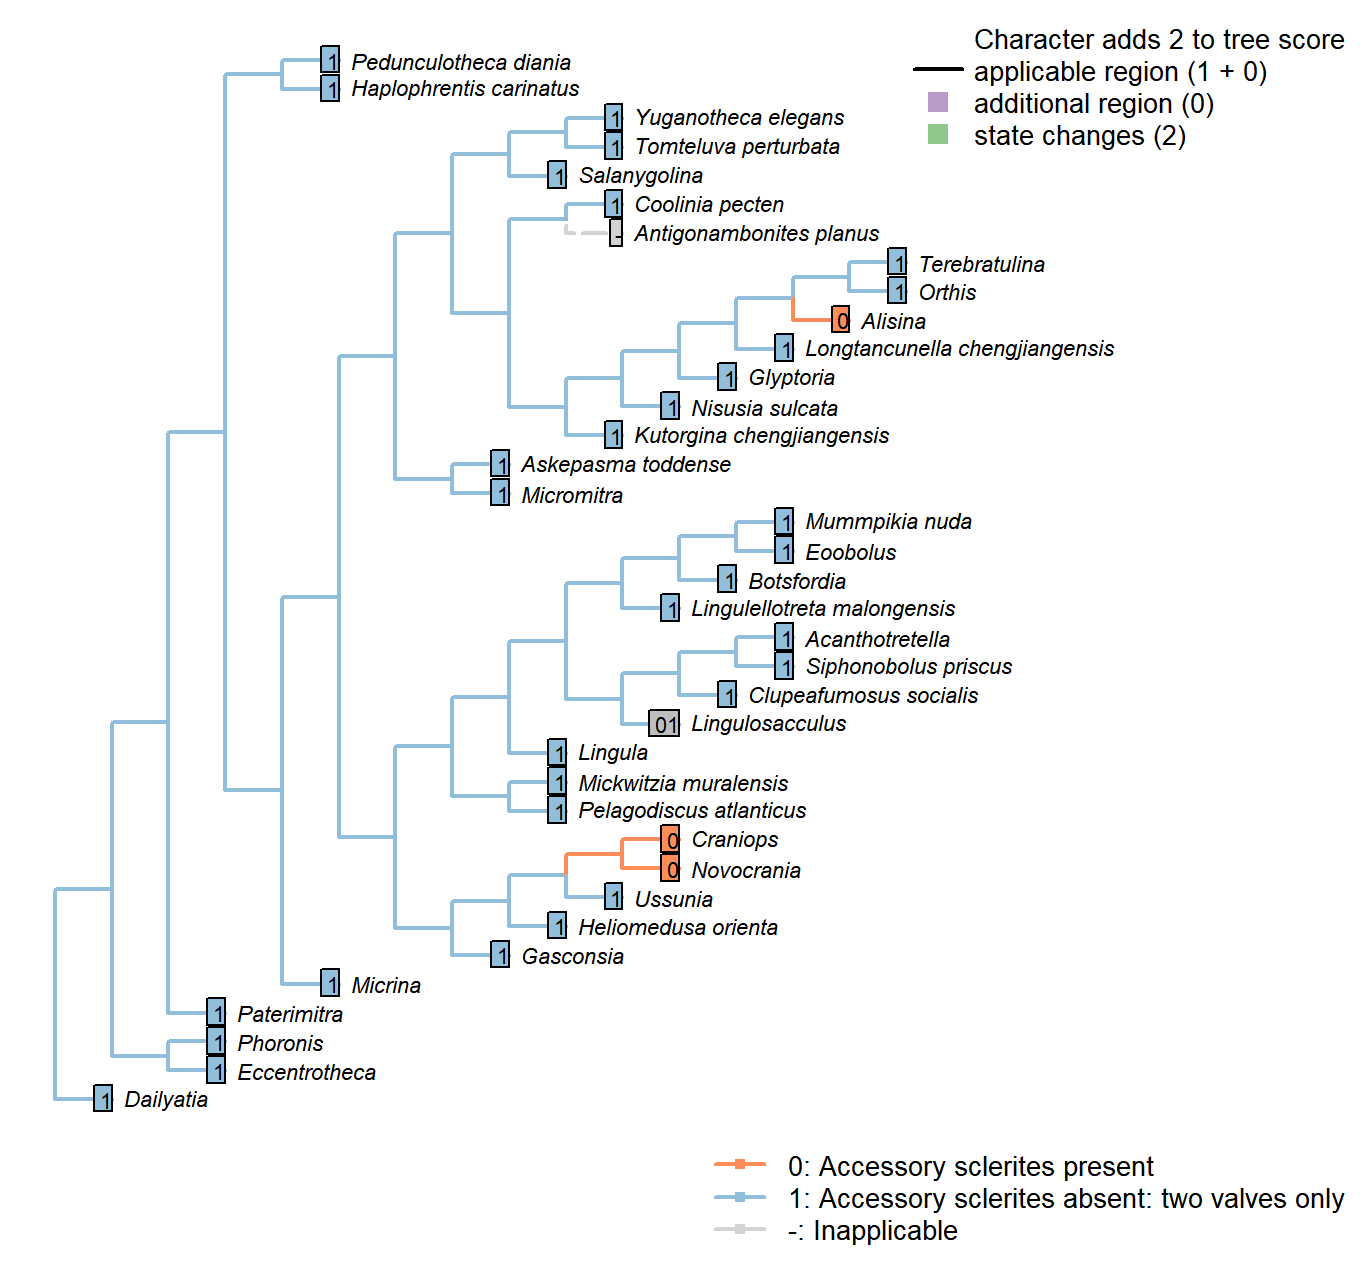 Character adds 2 to tree score
applicable region (1 + 0)
additional region (0)
state changes (2)
1 Pedunculotheca diania
1 Haplophrentis carinatus
1 Yuganotheca elegans
1 Tomteluva perturbata
1 Salanygolina
1 Coolinia pecten
- Antigonambonites planus
1 Terebratulina
1 Orthis
0 Alisina
1 Longtancunella chengjiangensis
1 Glyptoria
1 Nisusia sulcata
1 Kutorgina chengjiangensis
1 Askepasma toddense
1 Micromitra
1 Mummpikia nuda
1 Eoobolus
1 Botsfordia
1 Lingulellotreta malongensis
1 Acanthotretella
1 Siphonobolus priscus
1 Clupeafumosus socialis
01 Lingulosacculus
1 Lingula
1 Mickwitzia muralensis
1 Pelagodiscus atlanticus
0 Craniops
0 Novocrania
1 Ussunia
1 Heliomedusa orienta
1 Gasconsia
1 Micrina
1 Paterimitra
1 Phoronis
1 Eccentrotheca
1 Dailyatia
0: Accessory sclerites present
1: Accessory sclerites absent: two valves only
-: Inapplicable